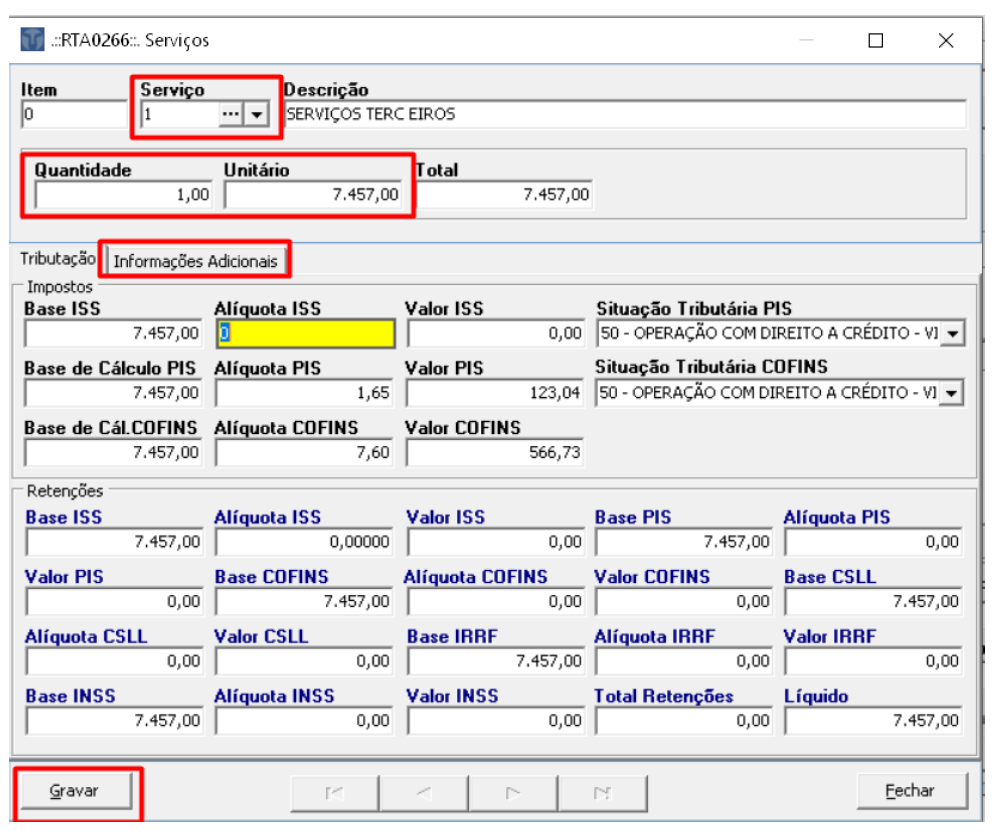 .::RTA0266::. Serviços
Item Serviço Descrição
0 1 ... SERVIÇOS TERC EIROS
Quantidade Unitário Total
1,00 7.457,00 7.457,00
Tributação Informações Adicionais
Impostos
Base ISS Alíquota ISS Valor ISS Situação Tributária PIS
7.457,00 0 0,00 50 - OPERAÇÃO COM DIREITO A CRÉDITO - VI
Base de Cálculo PIS Alíquota PIS Valor PIS Situação Tributária COFINS
7.457,00 1,65 123,04 50 - OPERAÇÃO COM DIREITO A CRÉDITO - VI
Base de Cál.COFINS Alíquota COFINS Valor COFINS
7.457,00 7,60 566,73
Retenções
Base ISS Alíquota ISS Valor ISS Base PIS Alíquota PIS
7.457,00 0,00000 0,00 7.457,00 0,00
Valor PIS Base COFINS Alíquota COFINS Valor COFINS Base CSLL
0,00 7.457,00 0,00 0,00 7.457,00
Alíquota CSLL Valor CSLL Base IRRF Alíquota IRRF Valor IRRF
0,00 0,00 7.457,00 0,00 0,00
Base INSS Alíquota INSS Valor INSS Total Retenções Líquido
7.457,00 0,00 0,00 0,00 7.457,00
Gravar Fechar